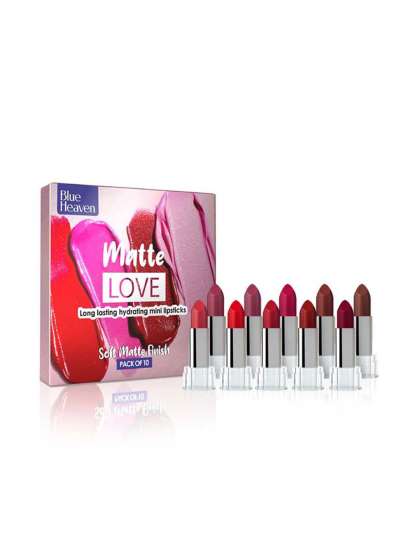 Blue
Heaven
Matte
LOVE
Long lasting hydrating mini lipsticks
Soft Matte Finish
PACK OF 10